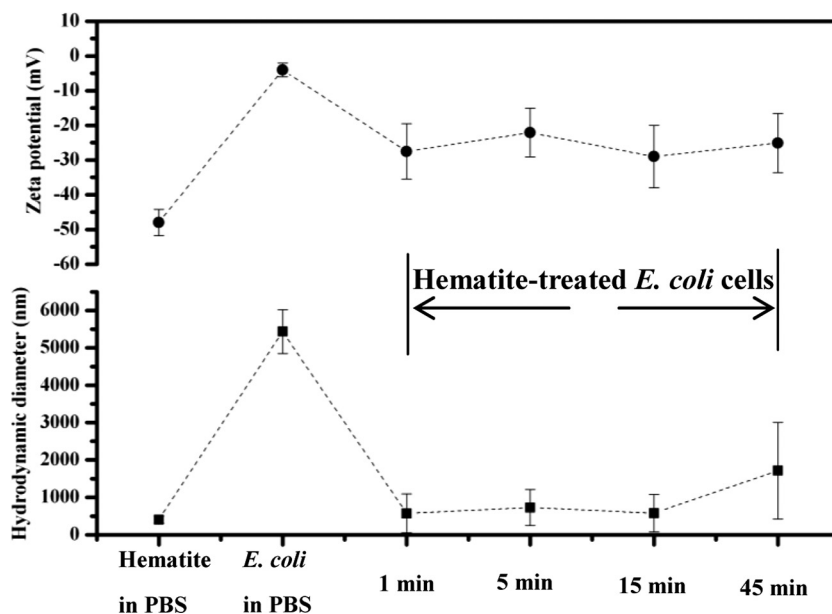 Zeta potential (mV)
10
0
-10
-20
-30
-40
-50
-60
Hematite-treated E. coli cells
Hydrodynamic diameter (nm)
6000
5000
4000
3000
2000
1000
0
Hematite
in PBS
E. coli
in PBS
1 min
5 min
15 min
45 min